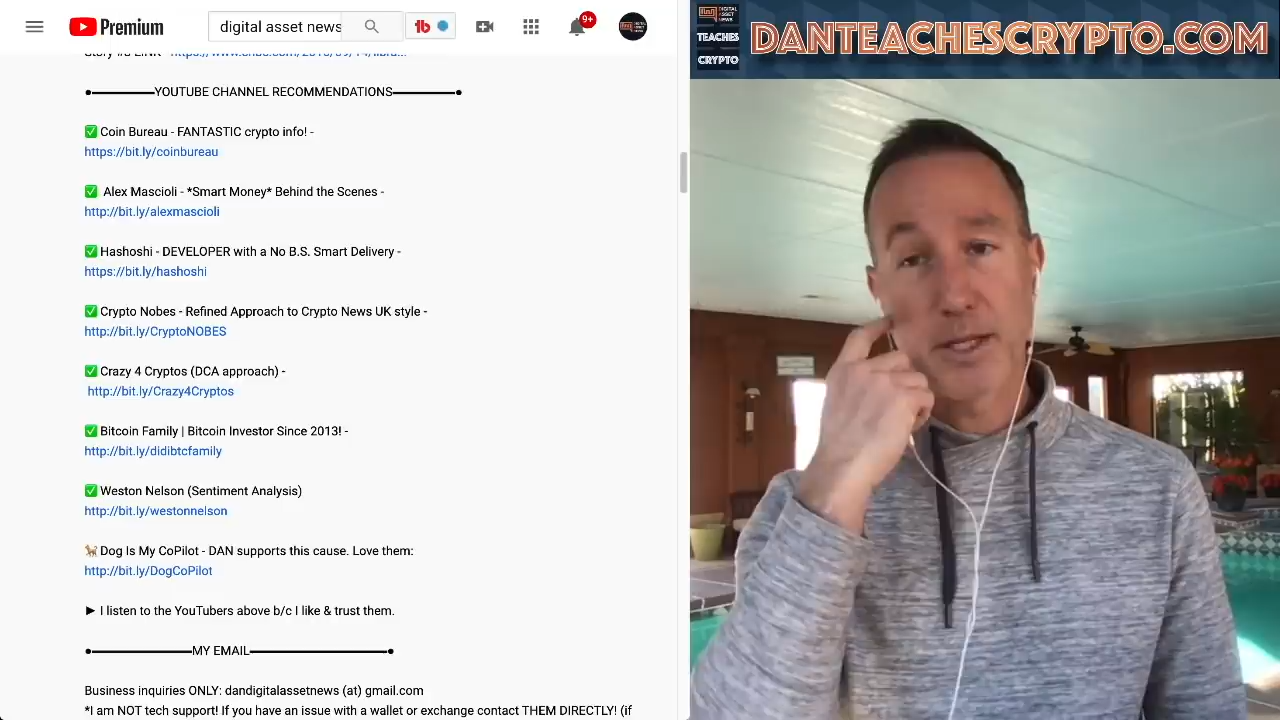 Premium
digital asset news
tb
9+
●▬▬▬▬▬YOUTUBE CHANNEL RECOMMENDATIONS▬▬▬▬▬●
✅ Coin Bureau - FANTASTIC crypto info! -
https://bit.ly/coinbureau
✅ Alex Mascioli - *Smart Money* Behind the Scenes -
http://bit.ly/alexmascioli
✅ Hashoshi - DEVELOPER with a No B.S. Smart Delivery -
https://bit.ly/hashoshi
✅ Crypto Nobes - Refined Approach to Crypto News UK style -
http://bit.ly/CryptoNOBES
✅ Crazy 4 Cryptos (DCA approach) -
http://bit.ly/Crazy4Cryptos
✅ Bitcoin Family | Bitcoin Investor Since 2013! -
http://bit.ly/didibtcfamily
✅ Weston Nelson (Sentiment Analysis)
http://bit.ly/westonnelson
🐕 Dog Is My CoPilot - DAN supports this cause. Love them:
http://bit.ly/DogCoPilot
► I listen to the YouTubers above b/c I like & trust them.
●▬▬▬▬▬▬▬▬MY EMAIL▬▬▬▬▬▬▬▬▬▬▬●
Business inquiries ONLY: dandigitalassetnews (at) gmail.com
*I am NOT tech support! If you have an issue with a wallet or exchange contact THEM DIRECTLY! (if
DIGITAL
ASSET
NEWS
TEACHES
CRYPTO
DANTEACHESCRYPTO.COM